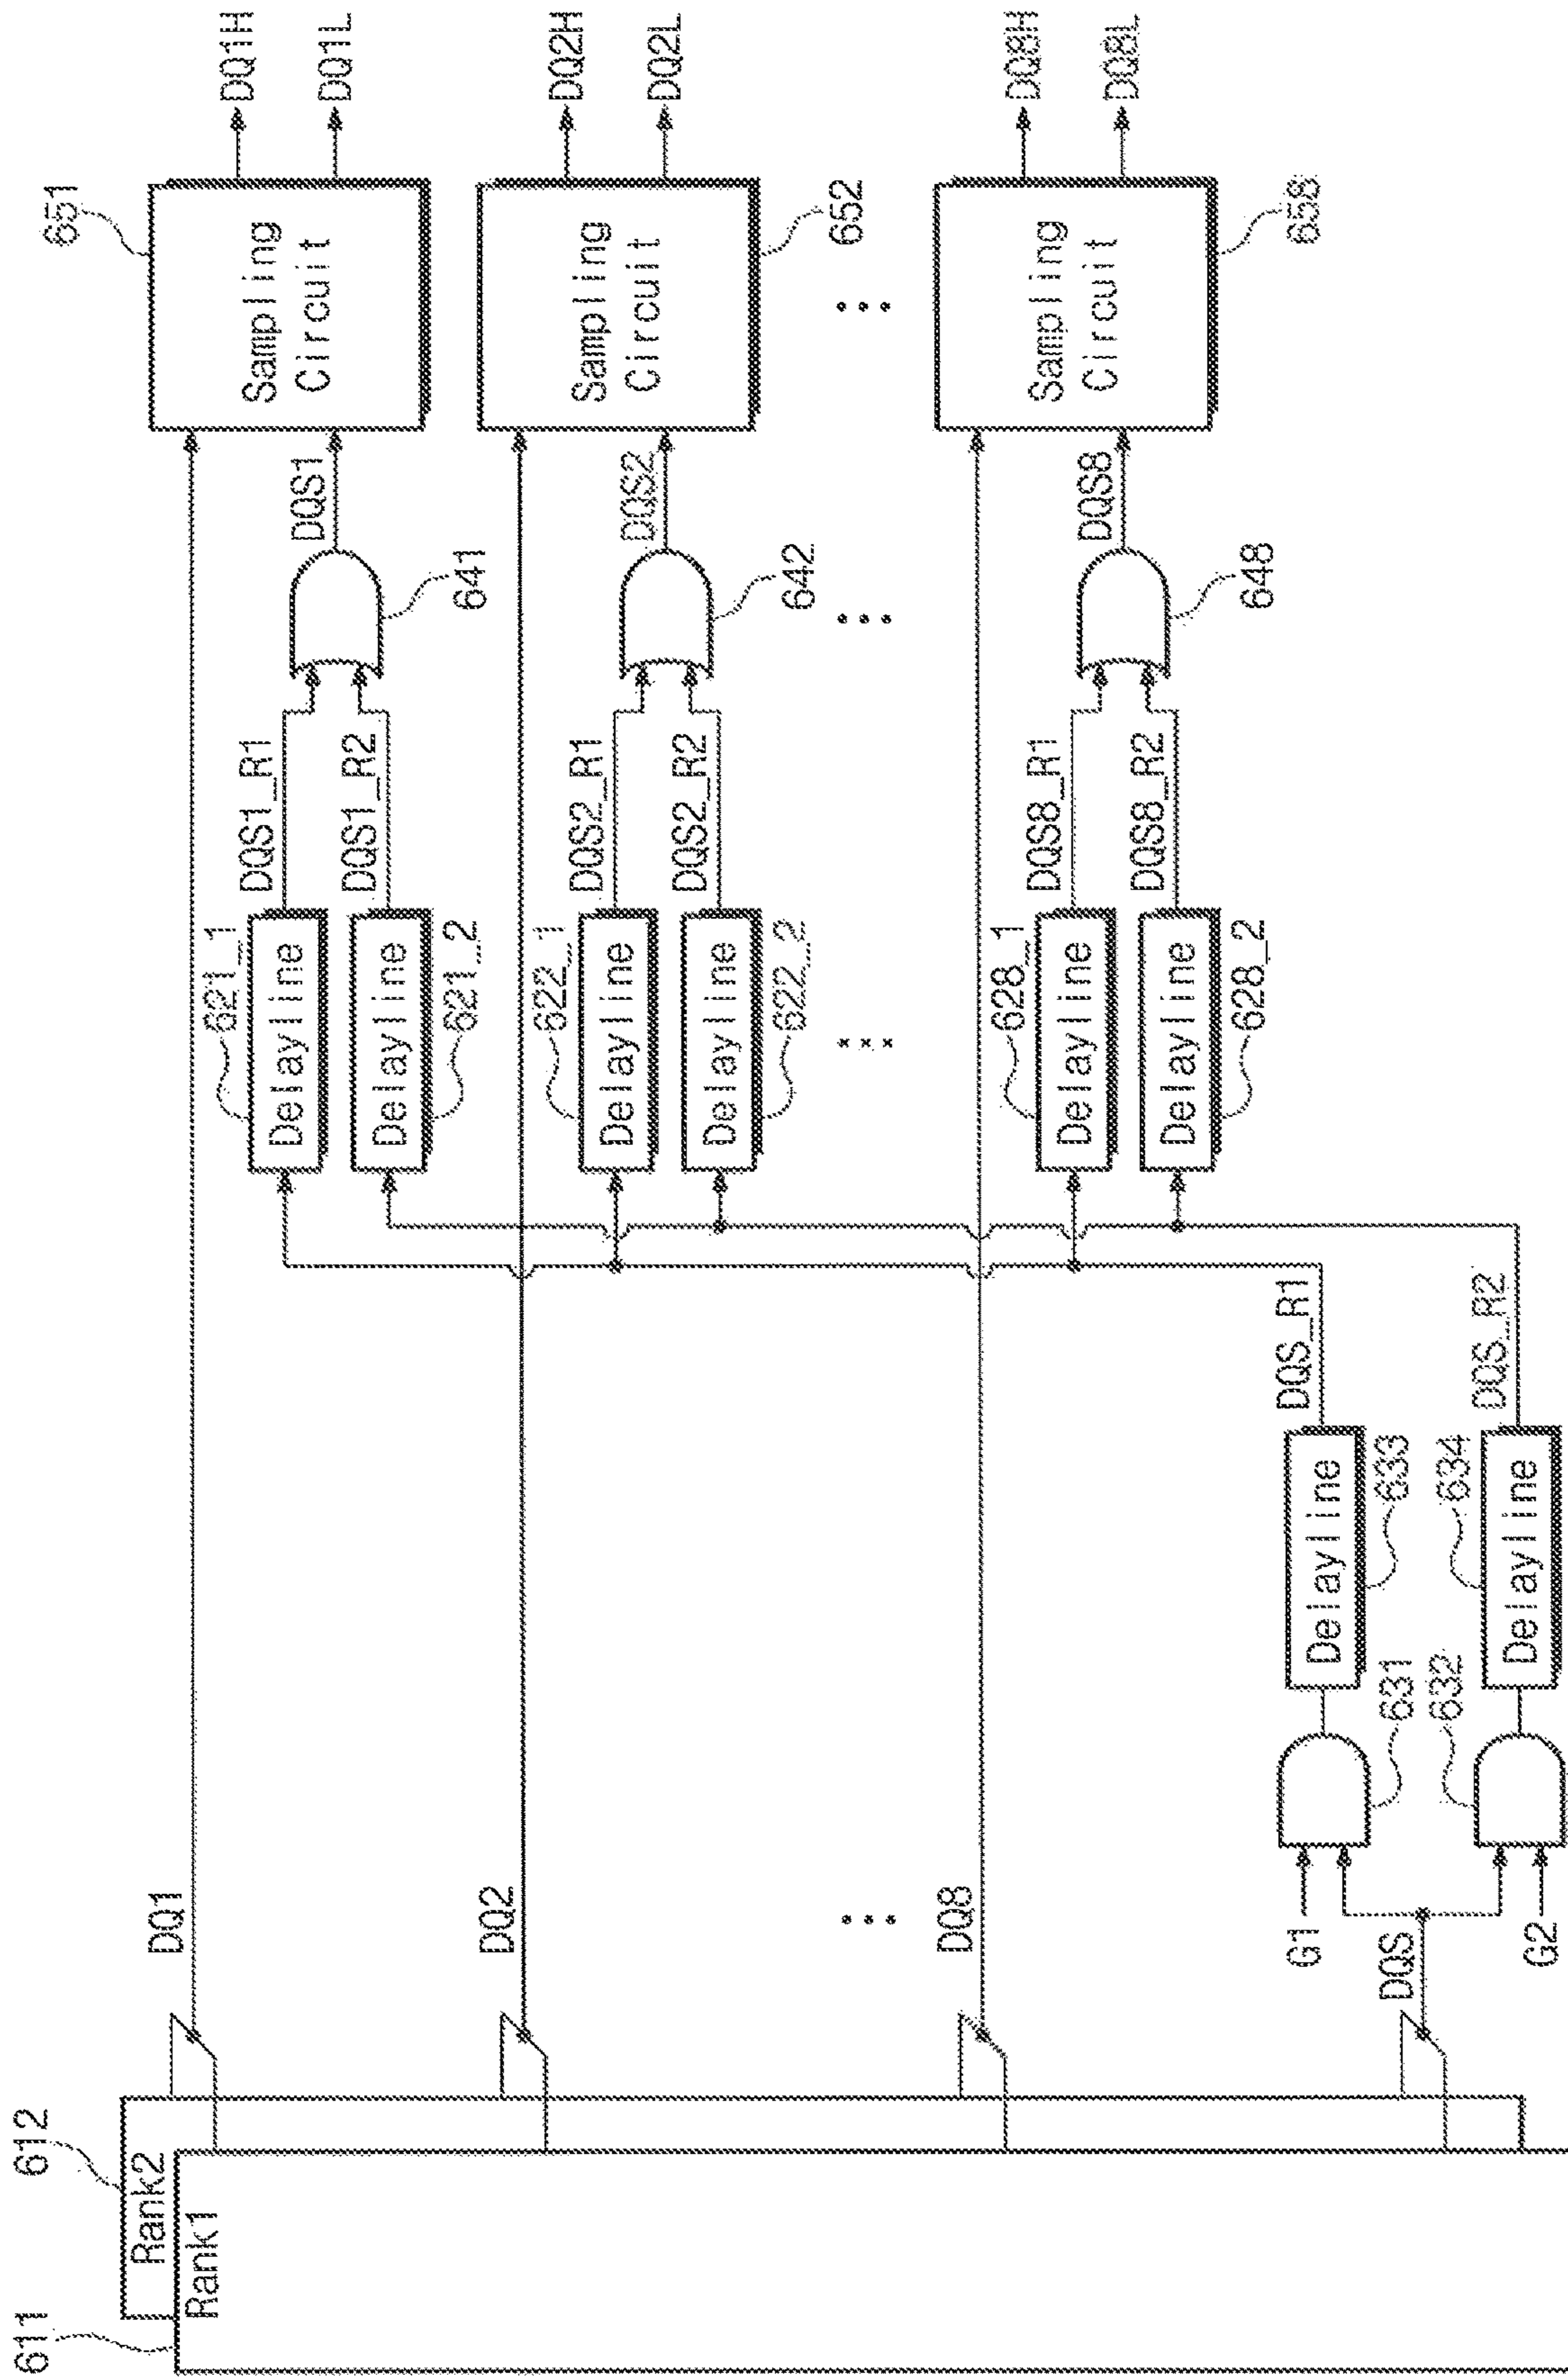 611
612
Rank2
Rank1
DQ1
DQ2
...
DQ8
DQS
G1
G2
631
632
Delayline
633
Delayline
634
DQS_R1
DQS_R2
621_1
Delayline
Delayline
621_2
622_1
Delayline
Delayline
622_2
...
628_1
Delayline
Delayline
628_2
DQS1_R1
DQS1_R2
DQS2_R1
DQS2_R2
DQS8_R1
DQS8_R2
641
642
...
648
DQS1
DQS2
DQS8
651
Sampling
Circuit
Sampling
Circuit
652
...
Sampling
Circuit
658
DQ1H
DQ1L
DQ2H
DQ2L
DQ8H
DQ8L